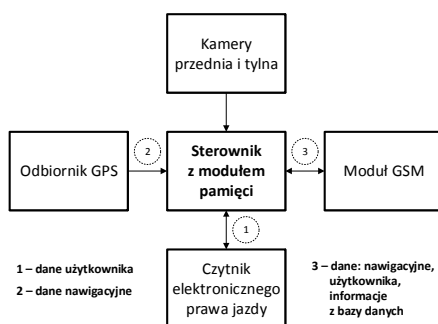 Kamery
przednia i tylna
Odbiornik GPS
2
Sterownik
z modułem
pamięci
3
Moduł GSM
1
Czytnik
elektronicznego
prawa jazdy
1 – dane użytkownika
2 – dane nawigacyjne
3 – dane: nawigacyjne,
użytkownika,
informacje
z bazy danych